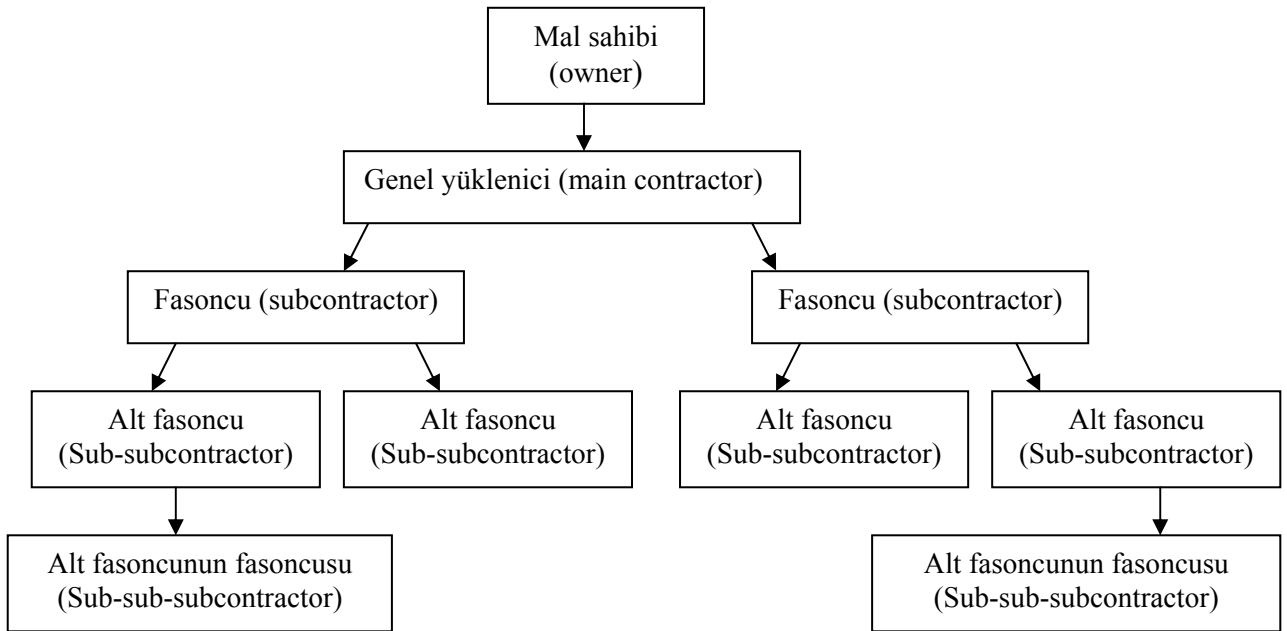 Mal sahibi
(owner)
Genel yüklenici (main contractor)
Fasoncu (subcontractor)
Fasoncu (subcontractor)
Alt fasoncu
(Sub-subcontractor)
Alt fasoncu
(Sub-subcontractor)
Alt fasoncu
(Sub-subcontractor)
Alt fasoncu
(Sub-subcontractor)
Alt fasoncunun fasoncusu
(Sub-sub-subcontractor)
Alt fasoncunun fasoncusu
(Sub-sub-subcontractor)